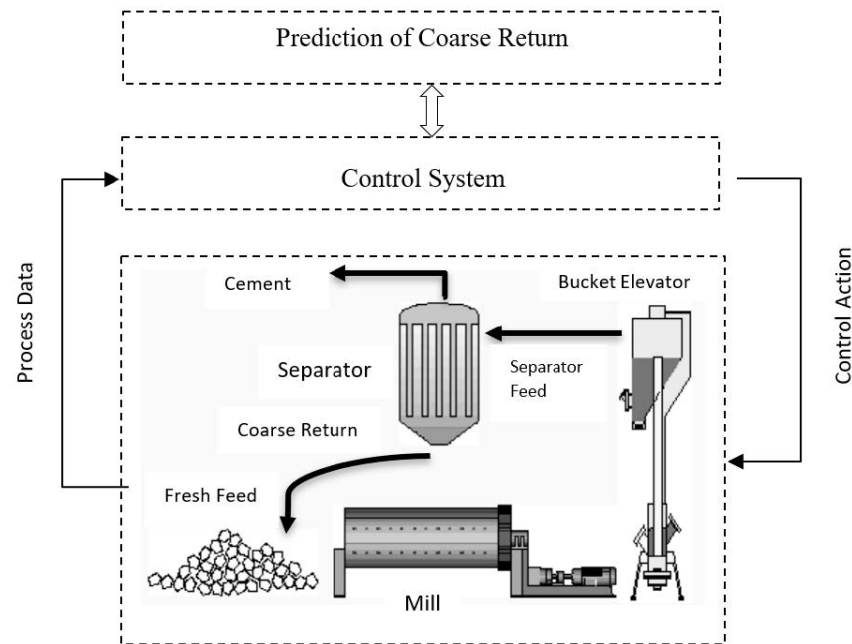 Prediction of Coarse Return
Control System
Process Data
Control Action
Cement
Bucket Elevator
Separator
Separator
Feed
Coarse Return
Fresh Feed
Mill